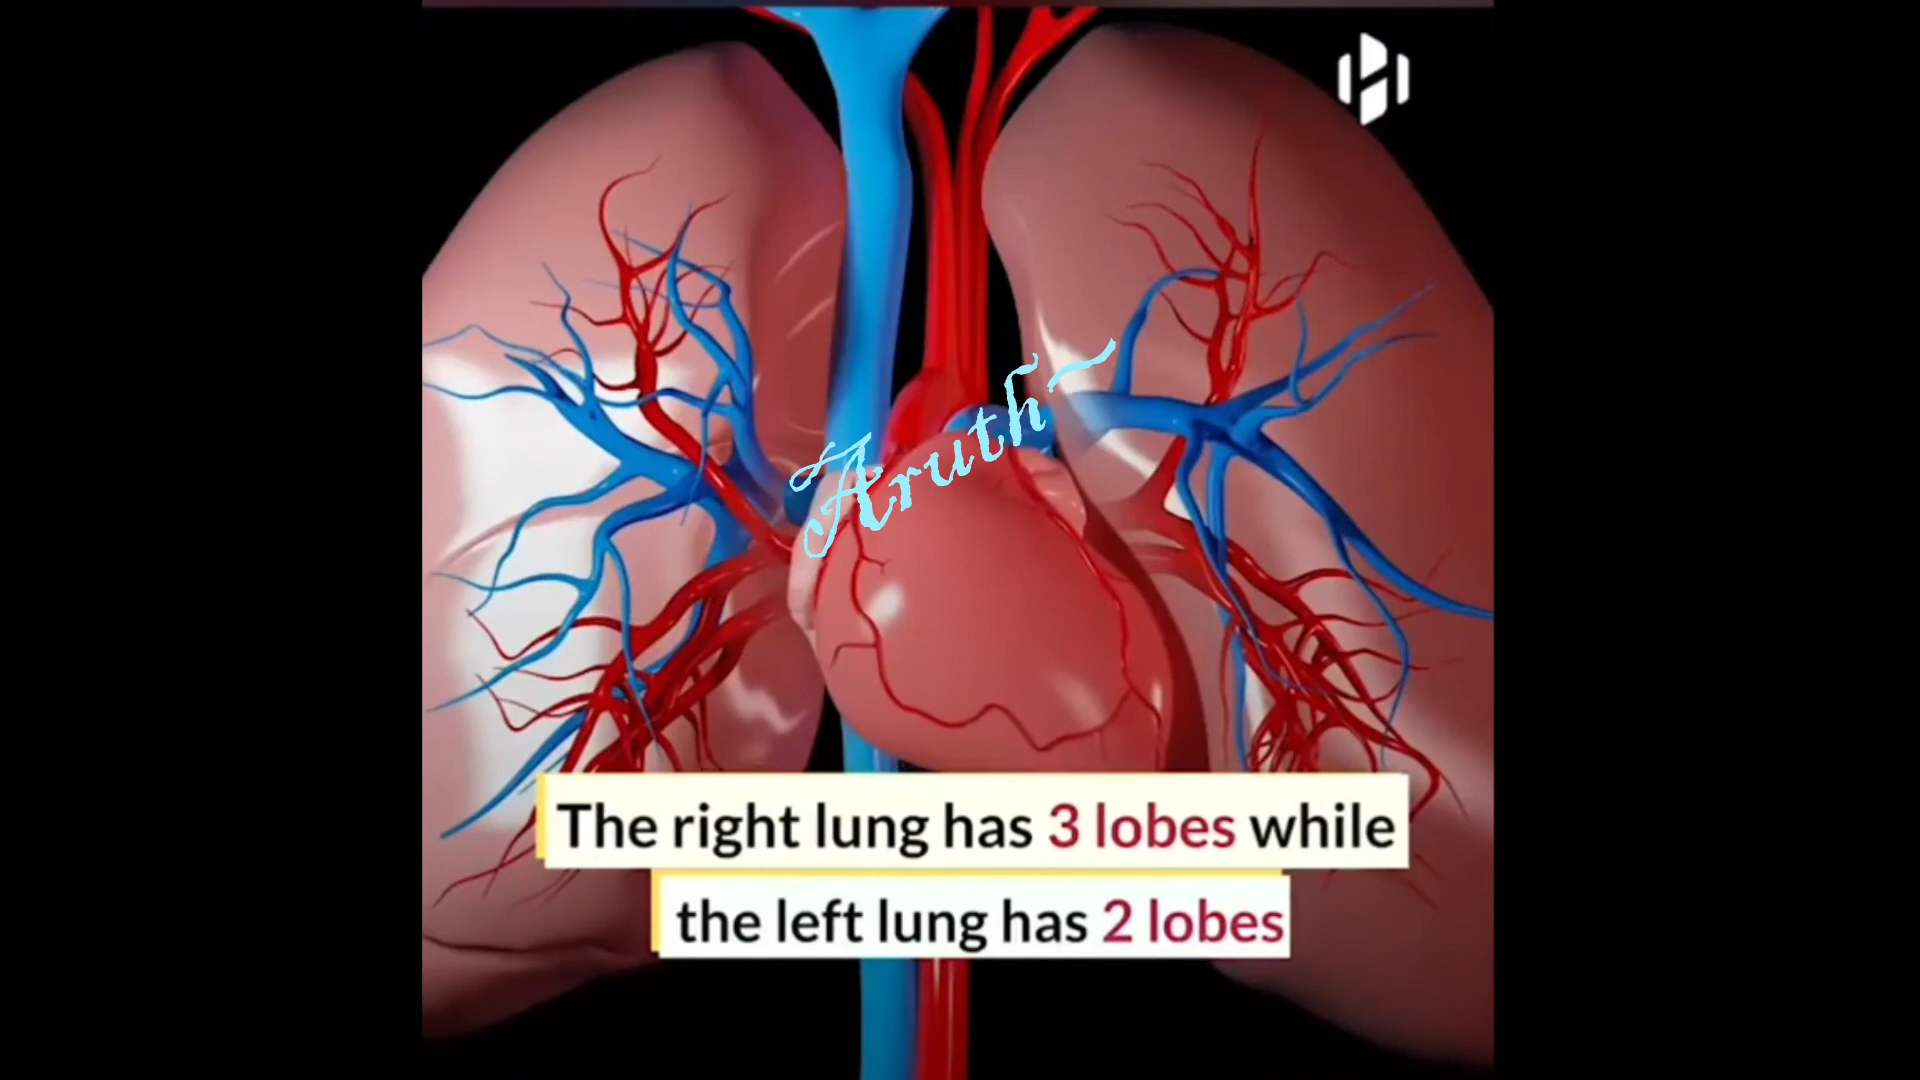 Aruth
The right lung has 3 lobes while
the left lung has 2 lobes